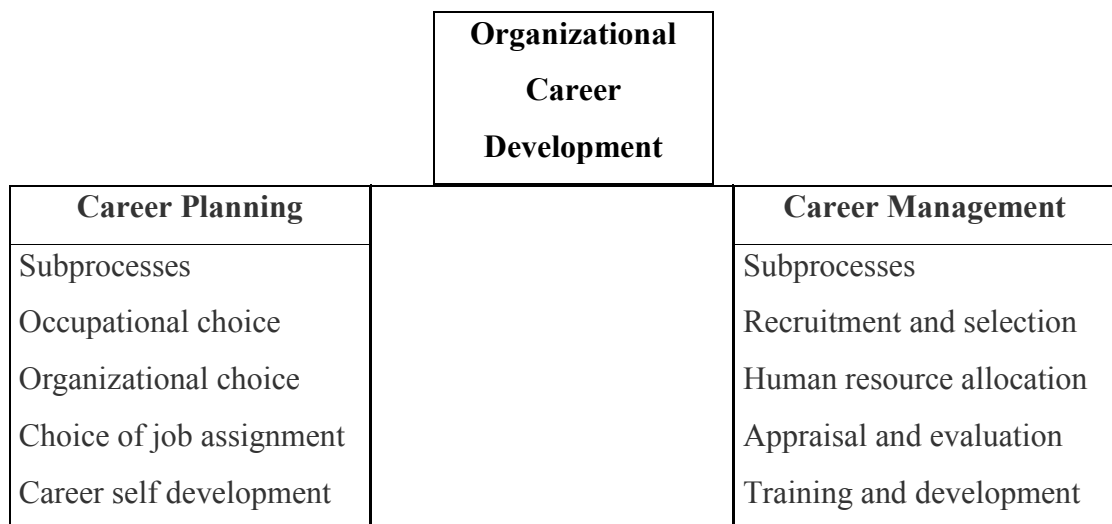 Organizational
Career
Development
Career Planning
Subprocesses
Occupational choice
Organizational choice
Choice of job assignment
Career self development
Career Management
Subprocesses
Recruitment and selection
Human resource allocation
Appraisal and evaluation
Training and development